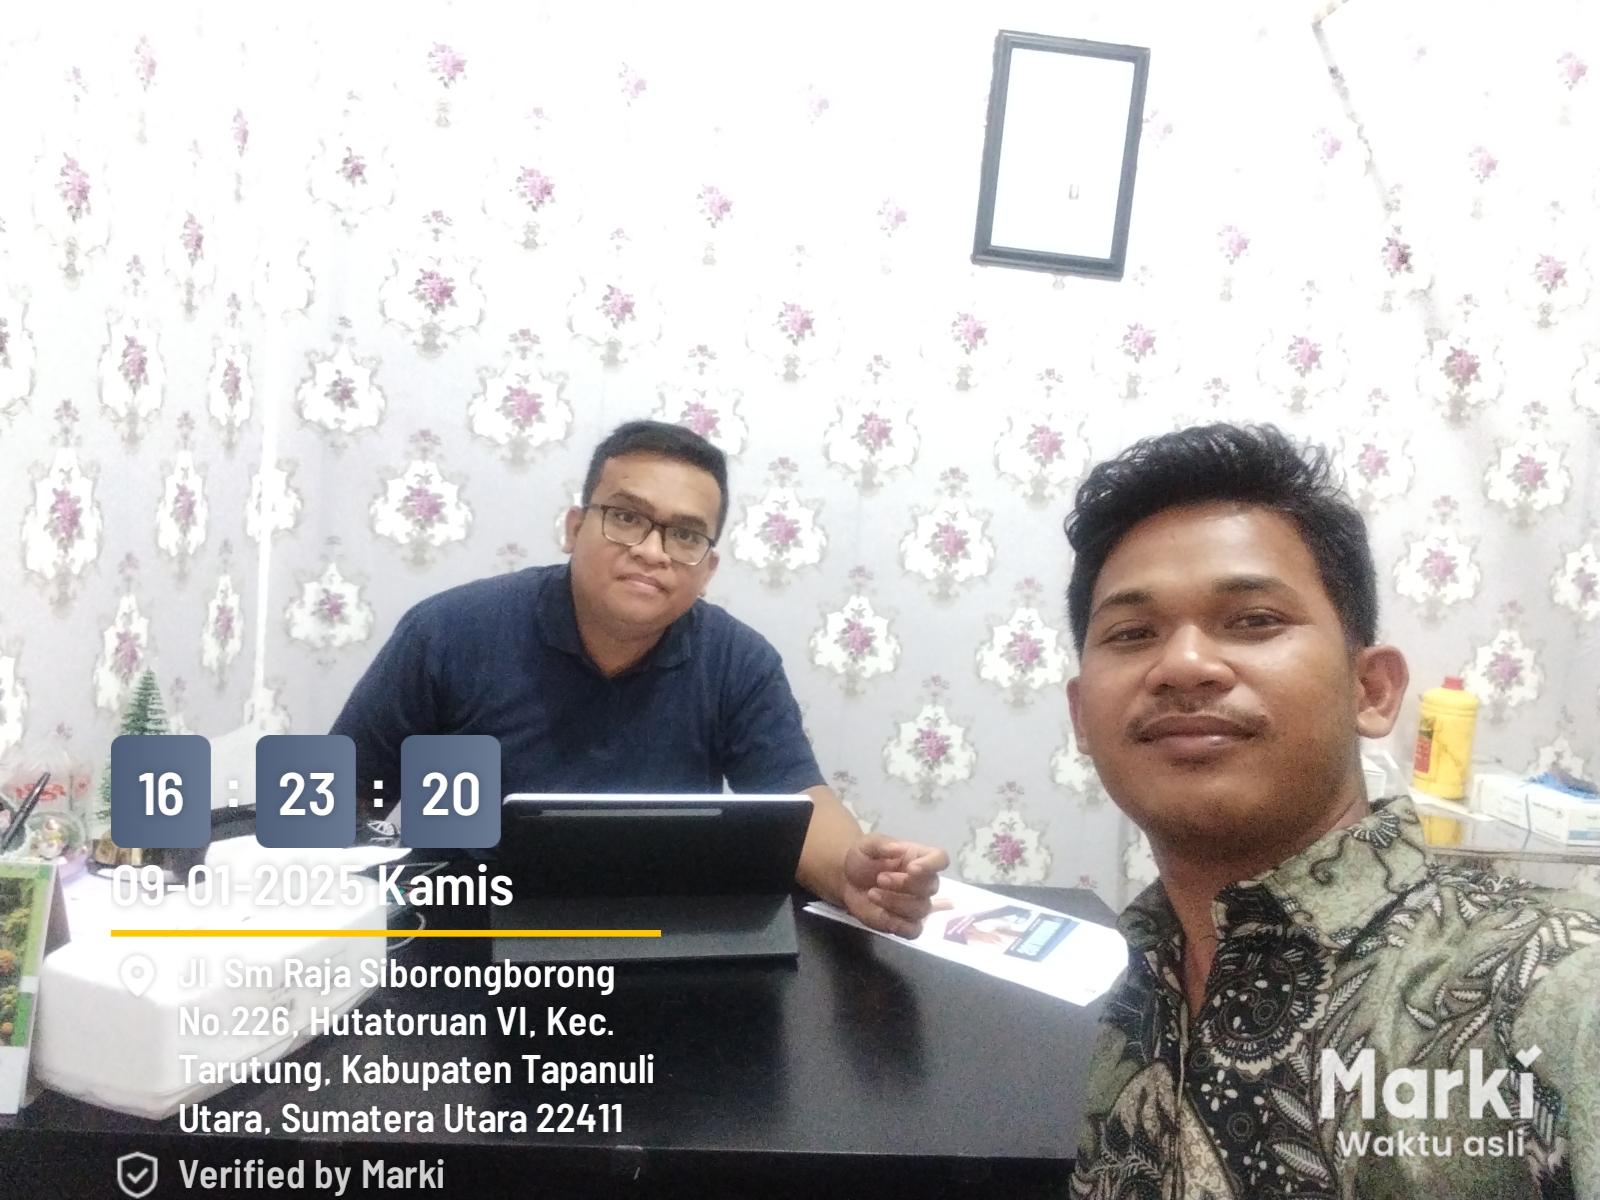 16 : 23 : 20
09-01-2025 Kamis
Jl. Sm Raja Siborongborong
No.226, Hutatoruan VI, Kec.
Tarutung, Kabupaten Tapanuli
Utara, Sumatera Utara 22411
Verified by Marki
Marki
Waktu asli